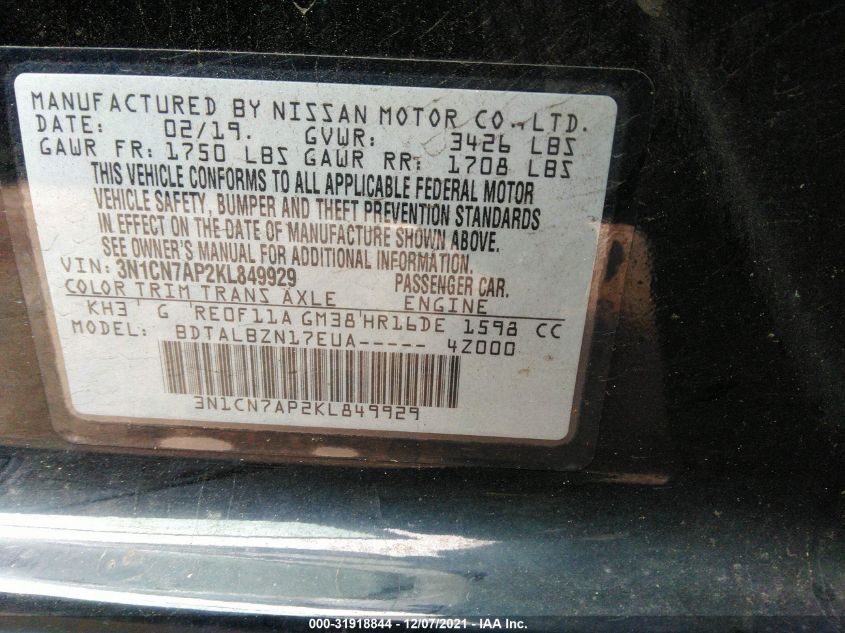 MANUFACTURED BY NISSAN MOTOR CO., LTD.
DATE: 02/19. GVWR: 3426 LBS
GAWR FR: 1750 LBS GAWR RR: 1708 LBS
THIS VEHICLE CONFORMS TO ALL APPLICABLE FEDERAL MOTOR
VEHICLE SAFETY, BUMPER AND THEFT PREVENTION STANDARDS
IN EFFECT ON THE DATE OF MANUFACTURE SHOWN ABOVE.
SEE OWNER'S MANUAL FOR ADDITIONAL INFORMATION.
VIN: 3N1CN7AP2KL849929 PASSENGER CAR.
COLOR TRIM TRANS AXLE ENGINE
KH3 ' G 'RE0F11A GM38'HR16DE 1598 CC
MODEL: BDTALBZN17EUA----- 4Z000
3N1CN7AP2KL849929
000-31918844 - 12/07/2021 - IAA Inc.